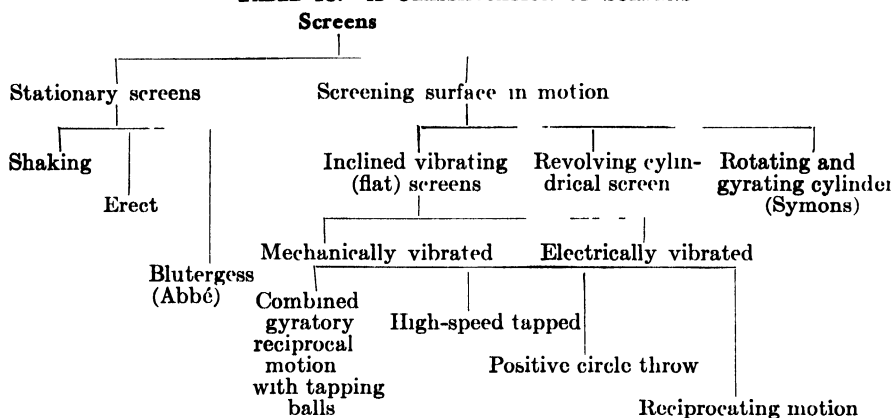 Screens
Stationary screens
Screening surface in motion
Shaking
Erect
Blutergess
(Abbé)
Inclined vibrating
(flat) screens
Revolving cylin-
drical screen
Rotating and
gyrating cylinder
(Symons)
Mechanically vibrated
Electrically vibrated
Combined
gyratory
reciprocal
motion
with tapping
balls
High-speed tapped
Positive circle throw
Reciprocating motion